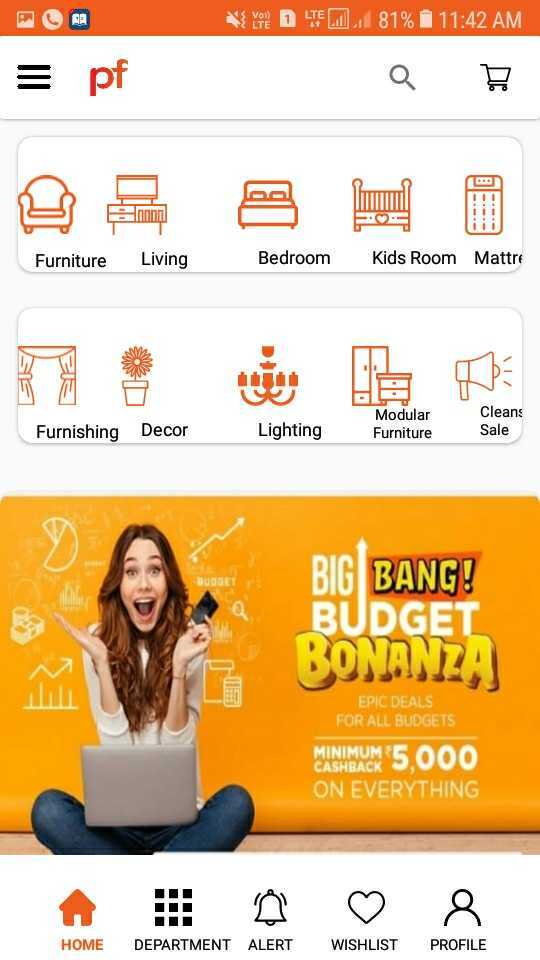 Vo)) LTE 1 LTE 81% 11:42 AM
pf
Furniture Living Bedroom Kids Room Mattre
Furnishing Decor Lighting Modular Furniture Cleans Sale
BUDGET
BIG BANG!
BUDGET
BONANZA
EPIC DEALS
FOR ALL BUDGETS
MINIMUM CASHBACK ₹5,000
ON EVERYTHING
HOME DEPARTMENT ALERT WISHLIST PROFILE